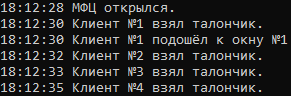 18:12:28 МФЦ открылся.
18:12:30 Клиент №1 взял талончик.
18:12:30 Клиент №1 подошёл к окну №1
18:12:32 Клиент №2 взял талончик.
18:12:33 Клиент №3 взял талончик.
18:12:35 Клиент №4 взял талончик.